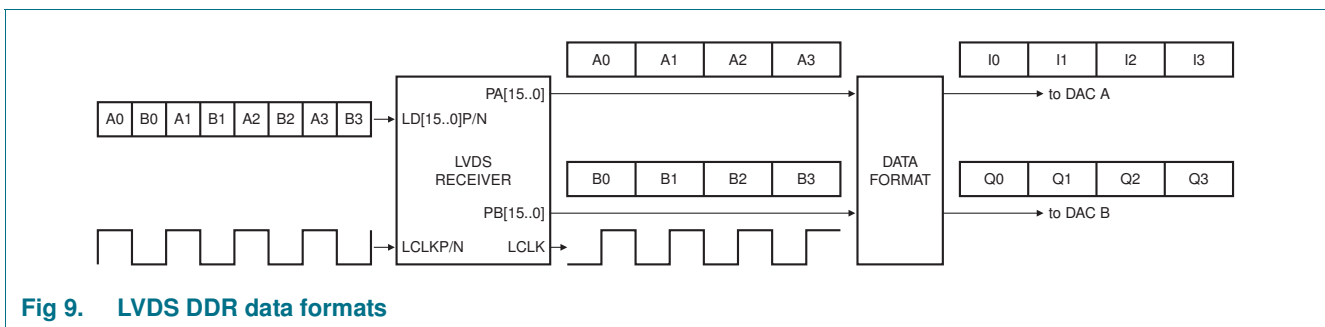 A0 A1 A2 A3
I0 I1 I2 I3
PA[15..0]
to DAC A
A0 B0 A1 B1 A2 B2 A3 B3
LD[15..0]P/N
LVDS
RECEIVER
DATA
FORMAT
B0 B1 B2 B3
Q0 Q1 Q2 Q3
PB[15..0]
to DAC B
LCLKP/N
LCLK
Fig 9. LVDS DDR data formats